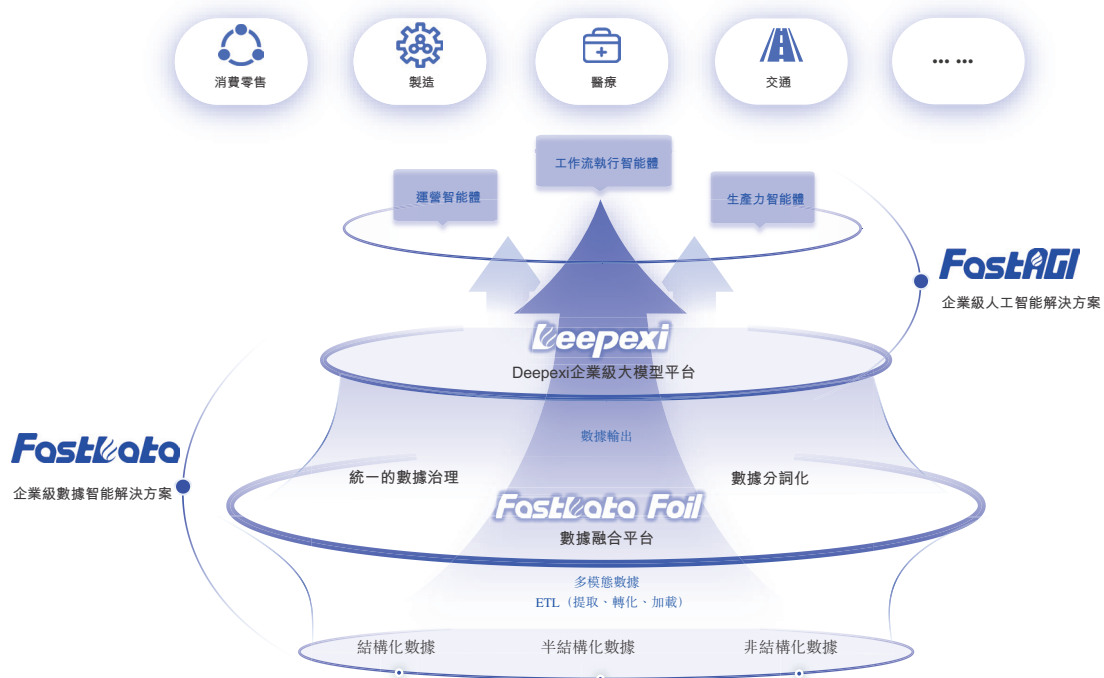 消費零售
製造
醫療
交通
... ...
工作流執行智能體
運營智能體
生產力智能體
FastAGI
企業級人工智能解決方案
Deepexi
Deepexi企業級大模型平台
數據輸出
FastData
企業級數據智能解決方案
統一的數據治理
數據分詞化
FastData Foil
數據融合平台
多模態數據
ETL（提取、轉化、加載）
結構化數據
半結構化數據
非結構化數據